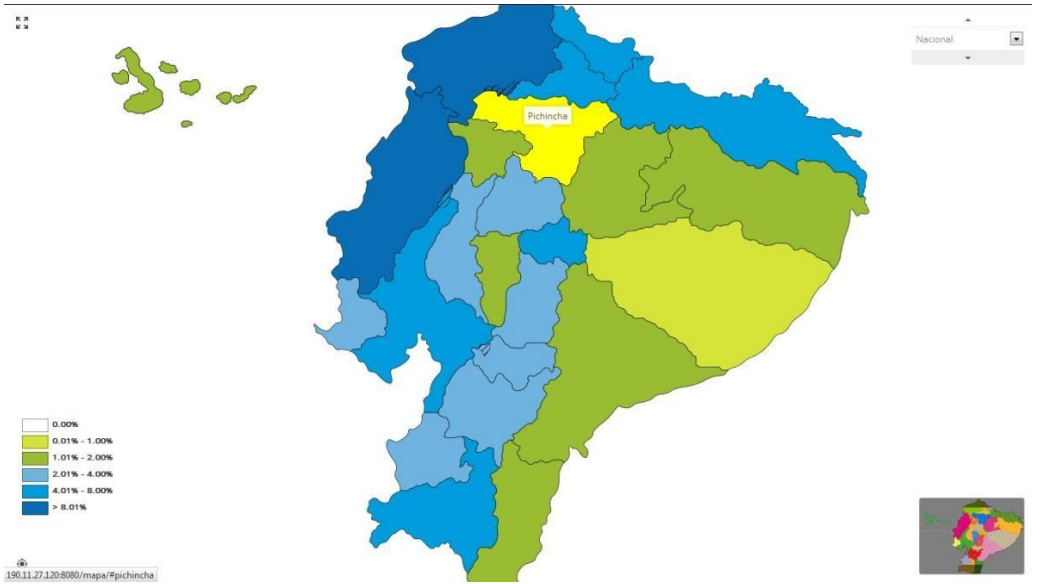 Nacional
Pichincha
0.00%
0.01% - 1.00%
1.01% - 2.00%
2.01% - 4.00%
4.01% - 8.00%
> 8.01%
190.11.27.120:8080/mapa/#pichincha